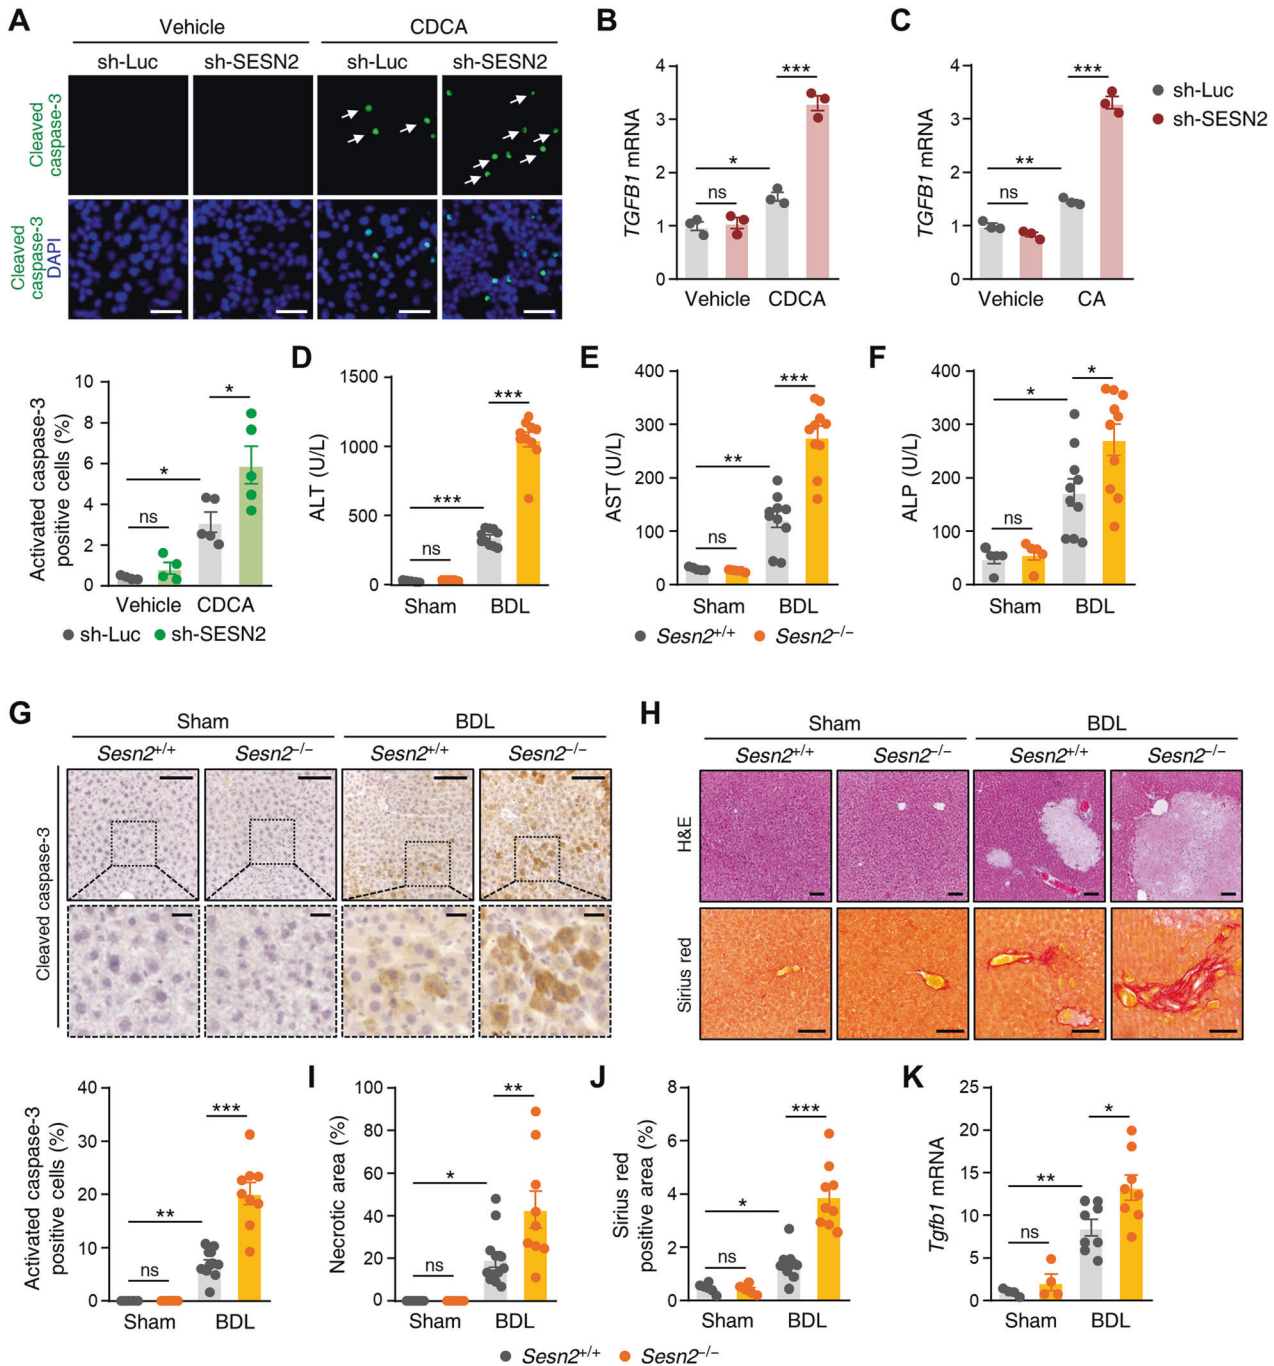 A
Vehicle CDCA
sh-Luc sh-SESN2 sh-Luc sh-SESN2
Cleaved
caspase-3
Cleaved
caspase-3
DAPI
Activated caspase-3
positive cells (%)
10
8
6
4
2
0
ns
*
*
Vehicle CDCA
sh-Luc sh-SESN2
B
TGFB1 mRNA
4
3
2
1
0
ns
*
***
Vehicle CDCA
C
TGFB1 mRNA
4
3
2
1
0
ns
**
***
Vehicle CA
sh-Luc
sh-SESN2
D
ALT (U/L)
1500
1000
500
0
ns
***
***
Sham BDL
E
AST (U/L)
400
300
200
100
0
ns
**
***
Sham BDL
F
ALP (U/L)
400
300
200
100
0
ns
*
*
Sham BDL
Sesn2+/+ Sesn2−/−
G
Sham BDL
Sesn2+/+ Sesn2−/− Sesn2+/+ Sesn2−/−
Cleaved caspase-3
Activated caspase-3
positive cells (%)
40
30
20
10
0
ns
**
***
Sham BDL
H
Sham BDL
Sesn2+/+ Sesn2−/− Sesn2+/+ Sesn2−/−
H&E
Sirius red
I
Necrotic area (%)
100
80
60
40
20
0
ns
*
**
Sham BDL
J
Sirius red
positive area (%)
8
6
4
2
0
ns
*
***
Sham BDL
K
Tgfb1 mRNA
25
20
15
10
5
0
ns
**
*
Sham BDL
Sesn2+/+ Sesn2−/−